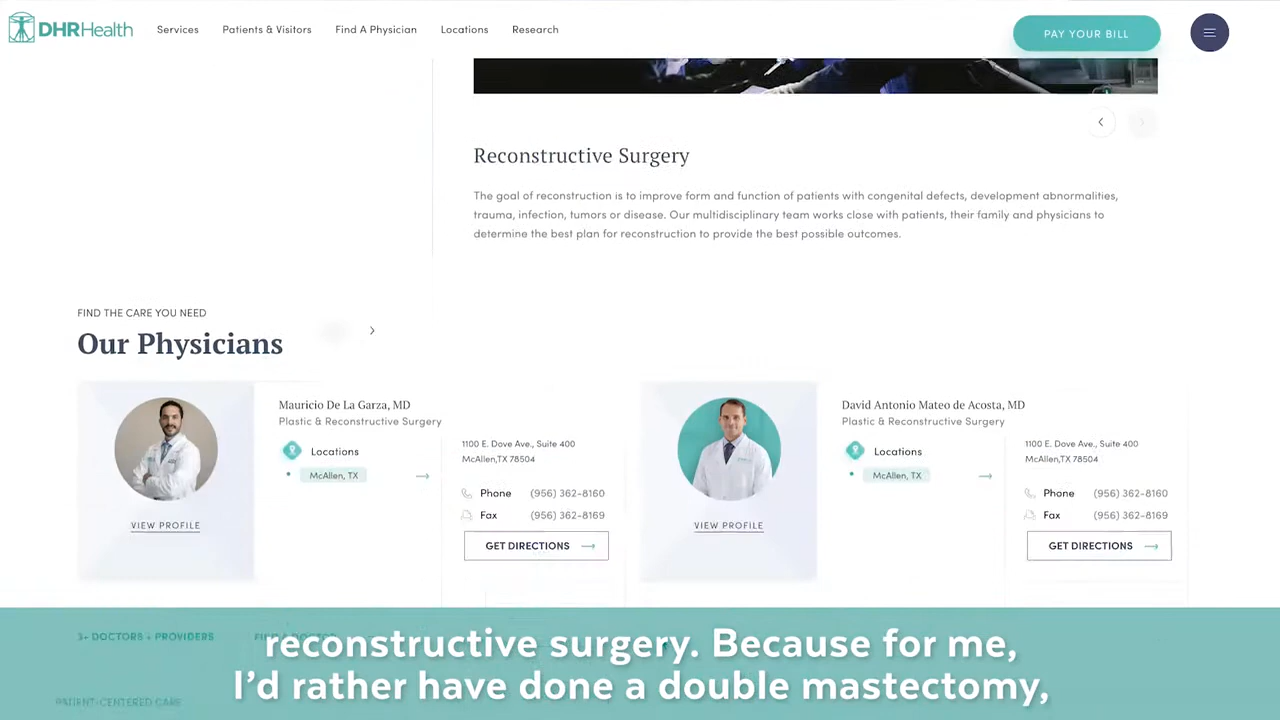 DHRHealth
Services
Patients & Visitors
Find A Physician
Locations
Research
PAY YOUR BILL
Reconstructive Surgery
The goal of reconstruction is to improve form and function of patients with congenital defects, development abnormalities,
trauma, infection, tumors or disease. Our multidisciplinary team works close with patients, their family and physicians to
determine the best plan for reconstruction to provide the best possible outcomes.
FIND THE CARE YOU NEED
Our Physicians
Mauricio De La Garza, MD
Plastic & Reconstructive Surgery
Locations
McAllen, TX
VIEW PROFILE
1100 E. Dove Ave., Suite 400
McAllen,TX 78504
Phone (956) 362-8160
Fax (956) 362-8169
GET DIRECTIONS
David Antonio Mateo de Acosta, MD
Plastic & Reconstructive Surgery
Locations
McAllen, TX
VIEW PROFILE
1100 E. Dove Ave., Suite 400
McAllen,TX 78504
Phone (956) 362-8160
Fax (956) 362-8169
GET DIRECTIONS
3+ DOCTORS + PROVIDERS
reconstructive surgery. Because for me,
I'd rather have done a double mastectomy,
PATIENT-CENTERED CARE